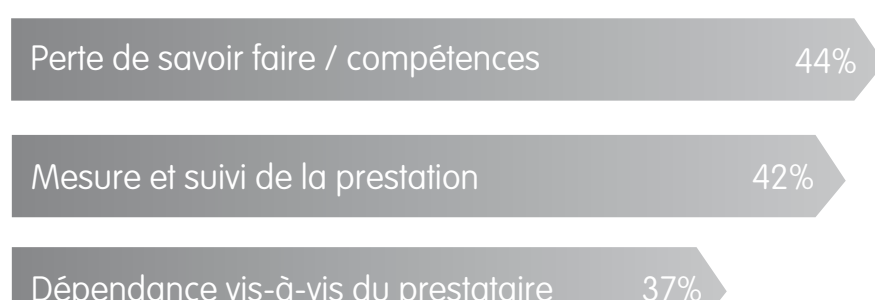 Perte de savoir faire / compétences 44%
Mesure et suivi de la prestation 42%
Dépendance vis-à-vis du prestataire 37%